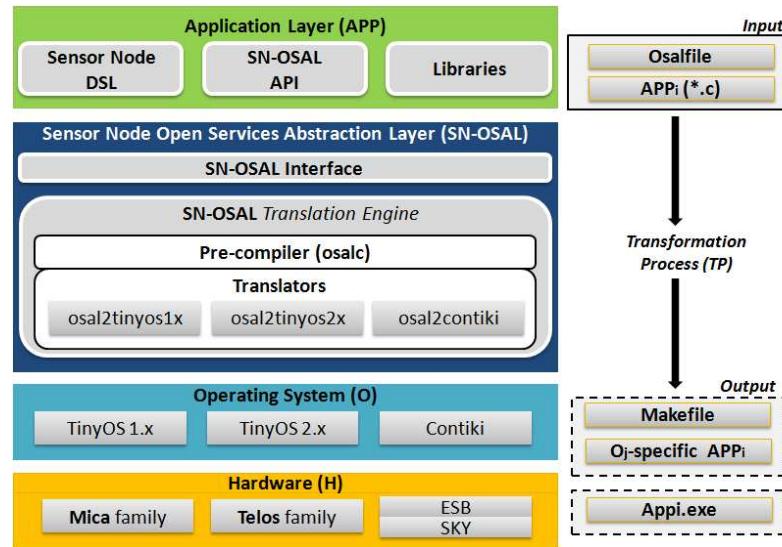 Application Layer (APP)
Sensor Node
DSL
SN-OSAL
API
Libraries
Sensor Node Open Services Abstraction Layer (SN-OSAL)
SN-OSAL Interface
SN-OSAL Translation Engine
Pre-compiler (osalc)
Translators
osal2tinyos1x
osal2tinyos2x
osal2contiki
Operating System (O)
TinyOS 1.x
TinyOS 2.x
Contiki
Hardware (H)
Mica family
Telos family
ESB
SKY
Input
Osalfile
APPi (*.c)
Transformation
Process (TP)
Output
Makefile
Oj-specific APPi
Appi.exe